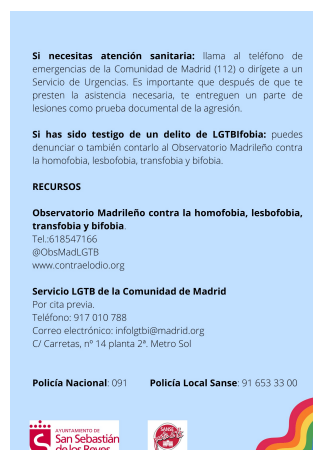 Si necesitas atención sanitaria: llama al teléfono de
emergencias de la Comunidad de Madrid (112) o dirígete a un
Servicio de Urgencias. Es importante que después de que te
presten la asistencia necesaria, te entreguen un parte de
lesiones como prueba documental de la agresión.
Si has sido testigo de un delito de LGTBIfobia: puedes
denunciar o también contarlo al Observatorio Madrileño contra
la homofobia, lesbofobia, transfobia y bifobia.
RECURSOS
Observatorio Madrileño contra la homofobia, lesbofobia,
transfobia y bifobia.
Tel.:618547166
@ObsMadLGTB
www.contraelodio.org
Servicio LGTB de la Comunidad de Madrid
Por cita previa.
Teléfono: 917 010 788
Correo electrónico: infolgtbi@madrid.org
C/ Carretas, nº 14 planta 2ª. Metro Sol
Policía Nacional: 091 Policía Local Sanse: 91 653 33 00
AYUNTAMIENTO DE
San Sebastián
de los Reyes
SANSE